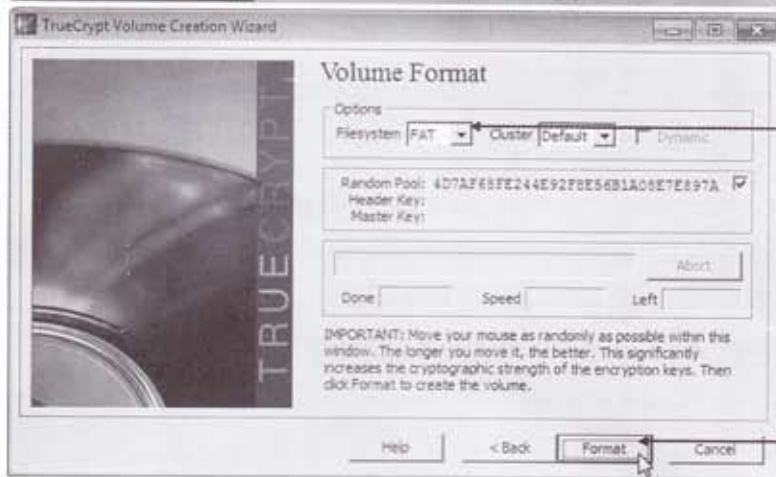 TrueCrypt Volume Creation Wizard
TRUECRYPT
Volume Format
Options
Filesystem FAT Cluster Default Dynamic
Random Pool: 4D7AF68FE244E92F8E56B1A08E7E897A
Header Key:
Master Key:
Abort
Done Speed Left
IMPORTANT: Move your mouse as randomly as possible within this
window. The longer you move it, the better. This significantly
increases the cryptographic strength of the encryption keys. Then
click Format to create the volume.
Help < Back Format Cancel